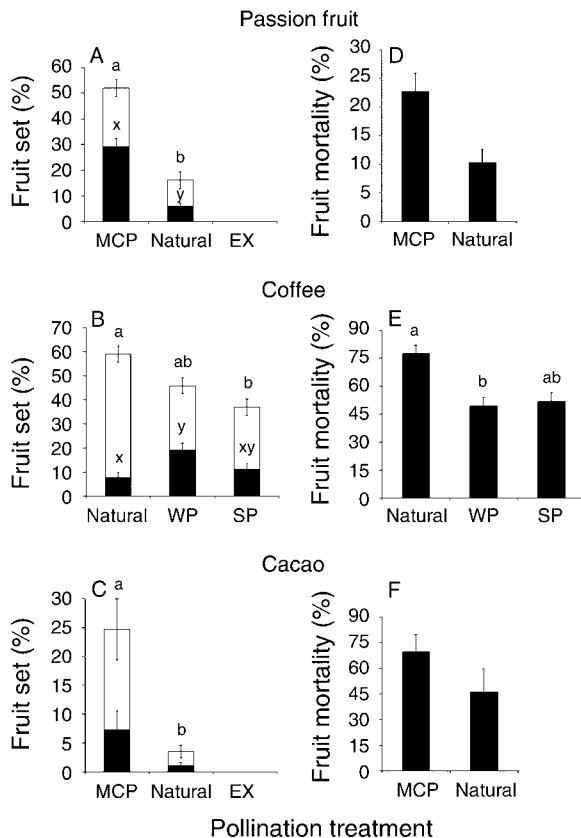 Passion fruit
A
Fruit set (%)
60
50
40
30
20
10
0
a
x
b
y
MCP Natural EX
D
Fruit mortality (%)
30
25
20
15
10
5
0
MCP Natural
Coffee
B
Fruit set (%)
70
60
50
40
30
20
10
0
a
ab
b
x
y
xy
Natural WP SP
E
Fruit mortality (%)
90
75
60
45
30
15
0
a
b
ab
Natural WP SP
Cacao
C
Fruit set (%)
30
25
20
15
10
5
0
a
b
MCP Natural EX
F
Fruit mortality (%)
90
75
60
45
30
15
0
MCP Natural
Pollination treatment